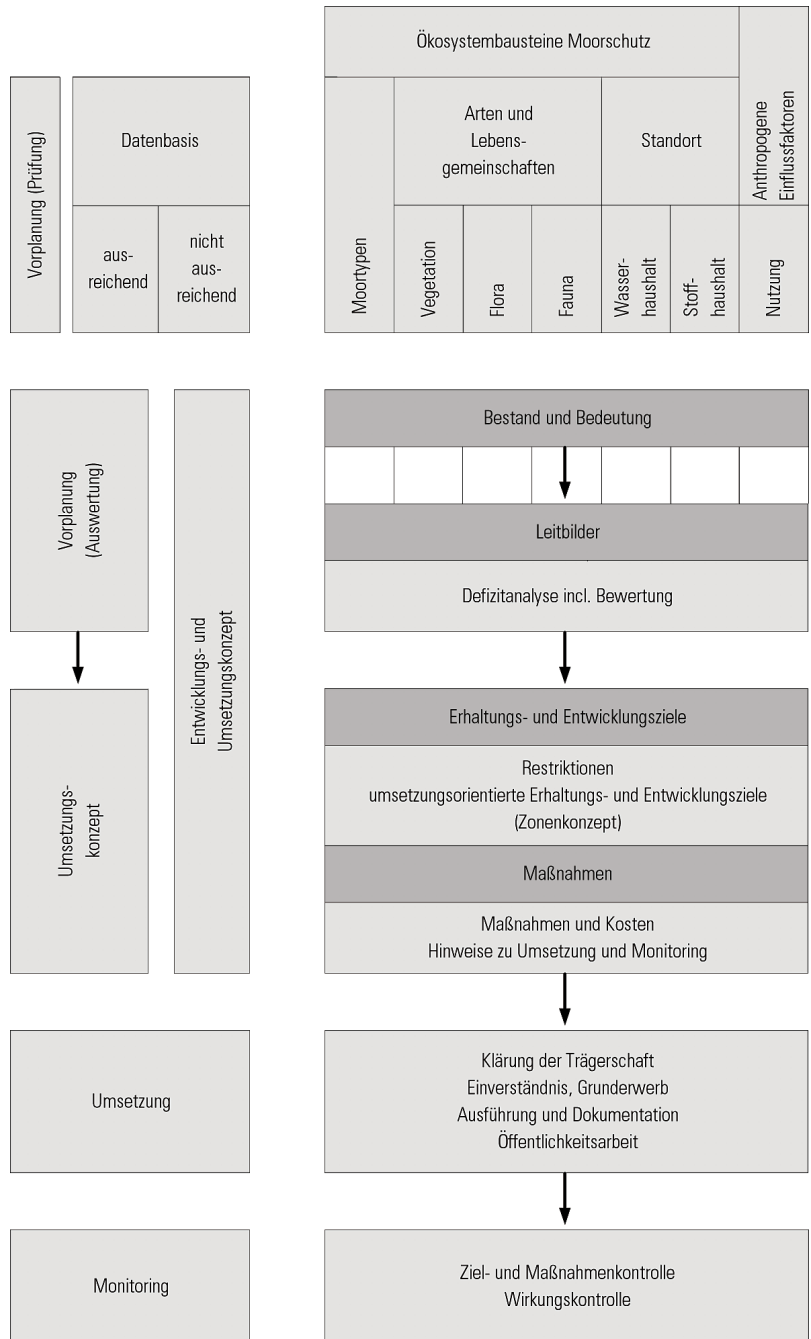 Ökosystembausteine Moorschutz
Anthropogene
Einflussfaktoren
Vorplanung (Prüfung)
Datenbasis
Arten und
Lebens-
gemeinschaften
Standort
aus-
reichend
nicht
aus-
reichend
Moortypen
Vegetation
Flora
Fauna
Wasser-
haushalt
Stoff-
haushalt
Nutzung
Vorplanung
(Auswertung)
Entwicklungs- und
Umsetzungskonzept
Bestand und Bedeutung
Leitbilder
Defizitanalyse incl. Bewertung
Umsetzungs-
konzept
Erhaltungs- und Entwicklungsziele
Restriktionen
umsetzungsorientierte Erhaltungs- und Entwicklungsziele
(Zonenkonzept)
Maßnahmen
Maßnahmen und Kosten
Hinweise zu Umsetzung und Monitoring
Umsetzung
Klärung der Trägerschaft
Einverständnis, Grunderwerb
Ausführung und Dokumentation
Öffentlichkeitsarbeit
Monitoring
Ziel- und Maßnahmenkontrolle
Wirkungskontrolle